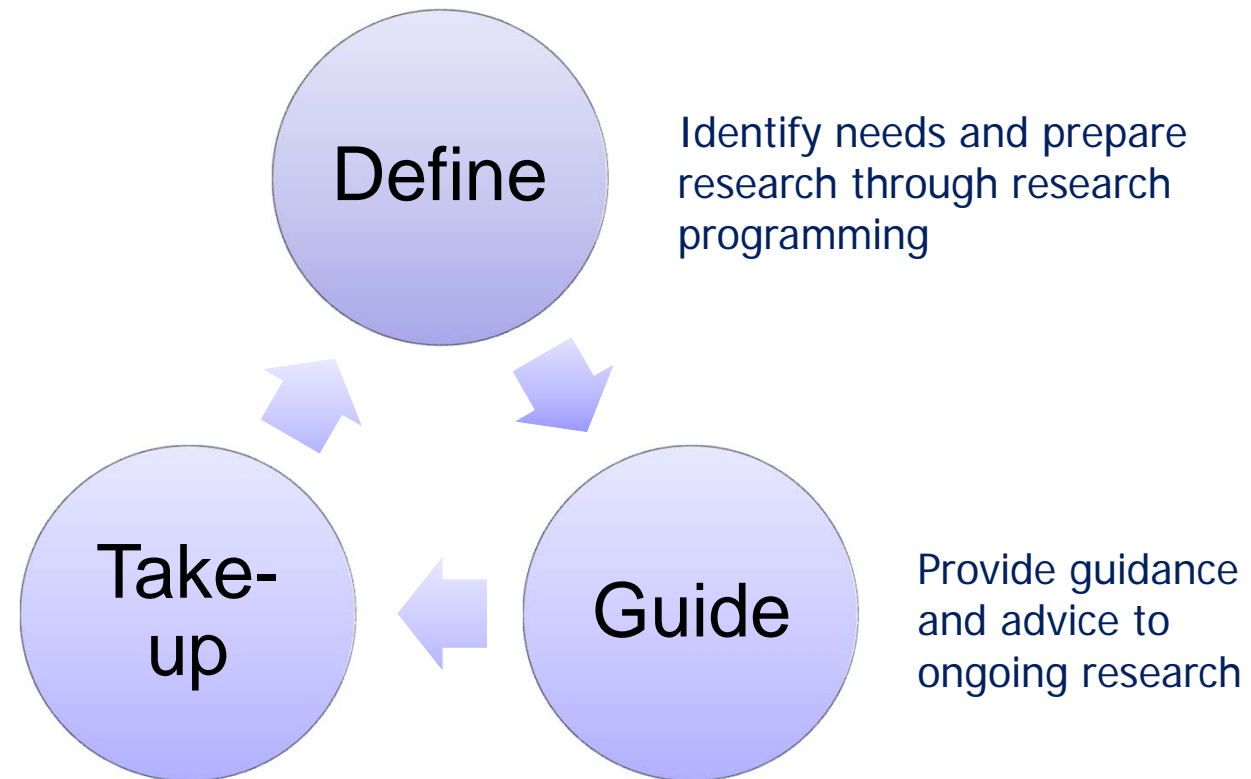 Define
Identify needs and prepare
research through research
programming
Take-
up
Guide
Provide guidance
and advice to
ongoing research